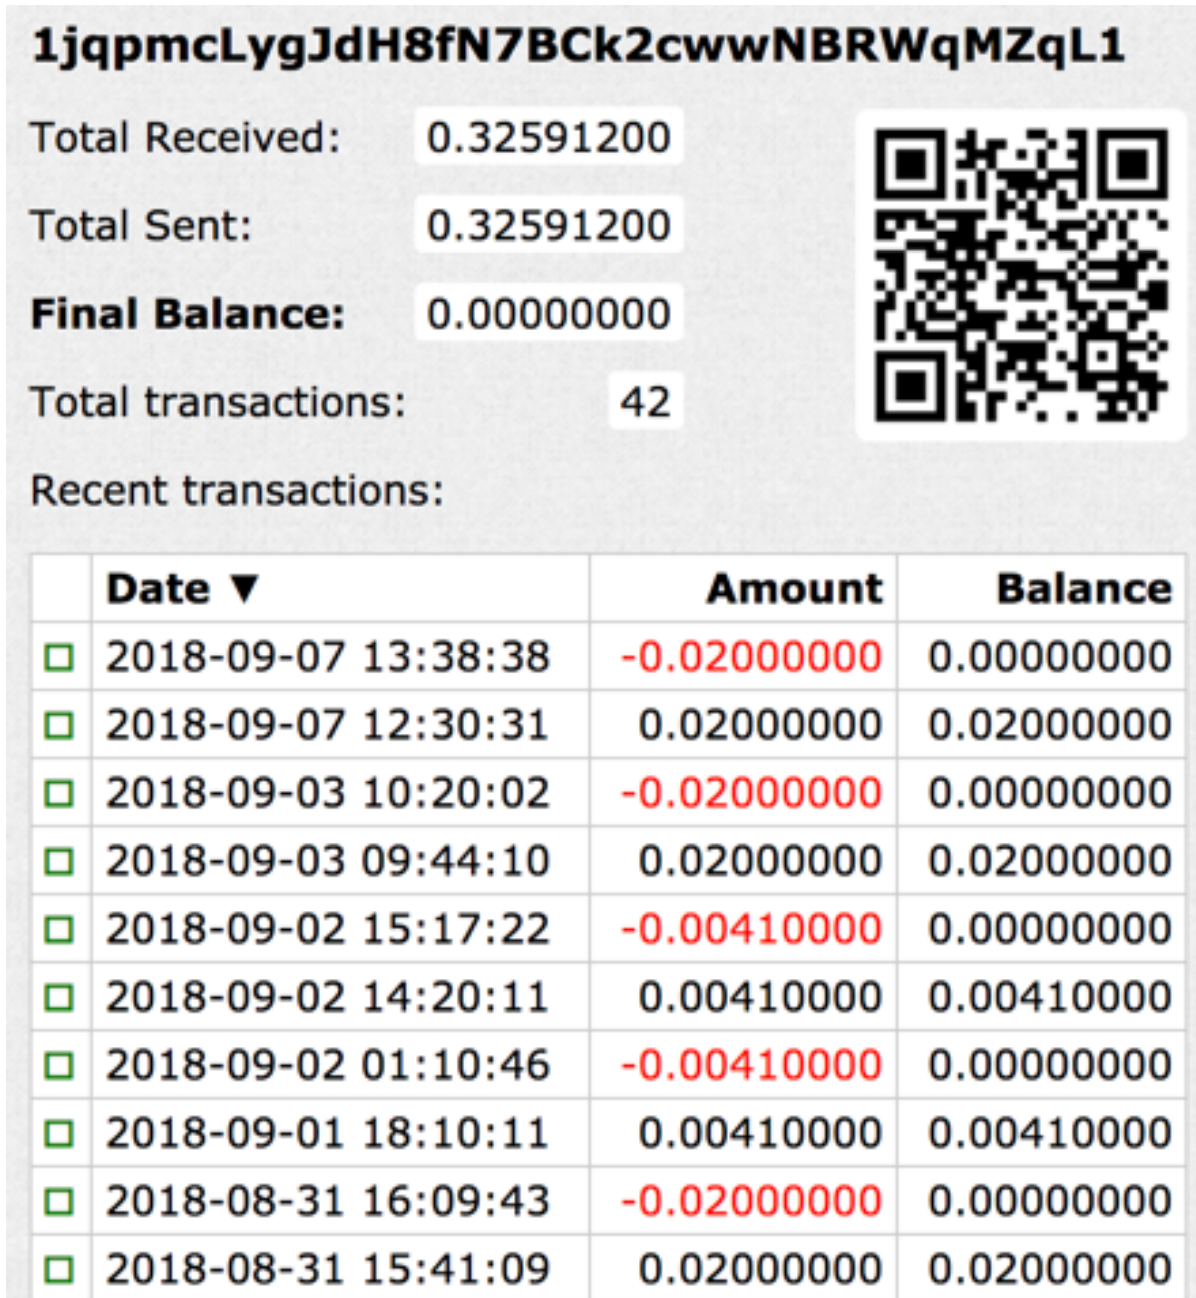 1jqpmcLygJdH8fN7BCk2cwwNBRWqMZqL1
Total Received: 0.32591200
Total Sent: 0.32591200
Final Balance: 0.00000000
Total transactions: 42
Recent transactions:
Date ▼ Amount Balance
2018-09-07 13:38:38 -0.02000000 0.00000000
2018-09-07 12:30:31 0.02000000 0.02000000
2018-09-03 10:20:02 -0.02000000 0.00000000
2018-09-03 09:44:10 0.02000000 0.02000000
2018-09-02 15:17:22 -0.00410000 0.00000000
2018-09-02 14:20:11 0.00410000 0.00410000
2018-09-02 01:10:46 -0.00410000 0.00000000
2018-09-01 18:10:11 0.00410000 0.00410000
2018-08-31 16:09:43 -0.02000000 0.00000000
2018-08-31 15:41:09 0.02000000 0.02000000